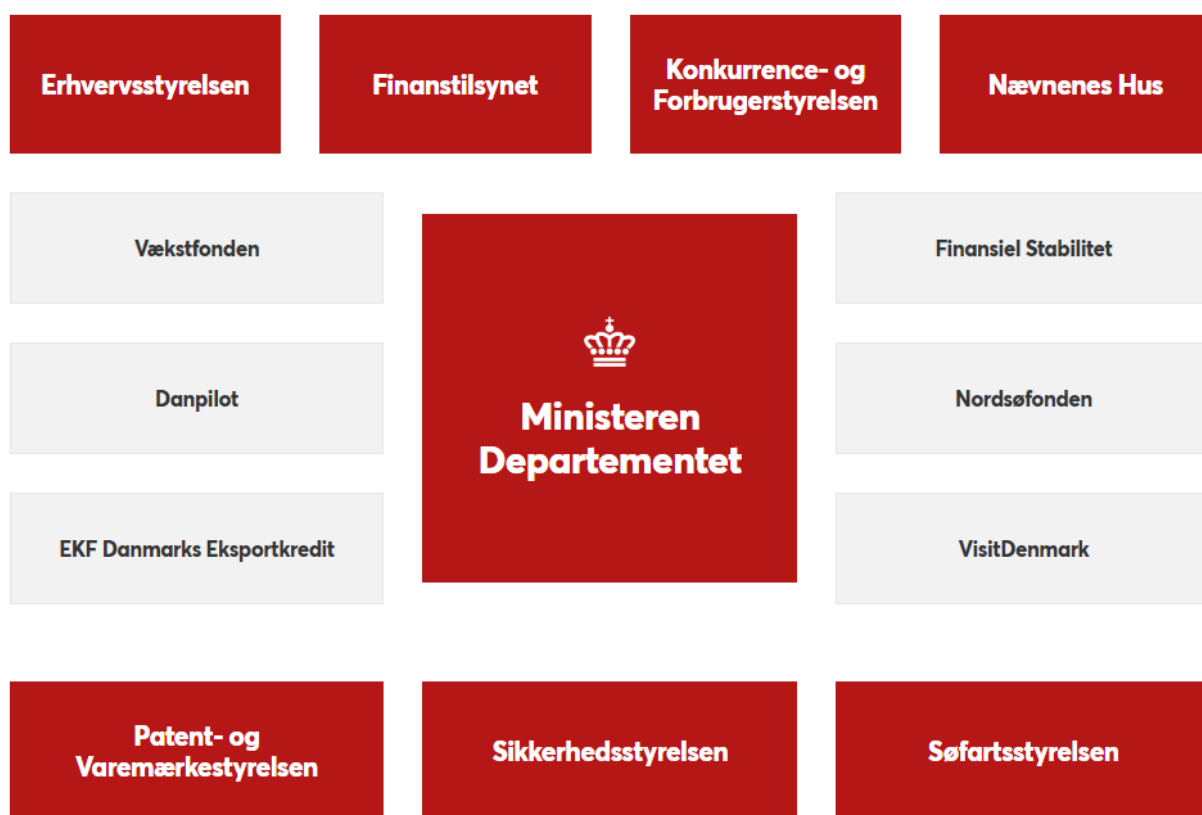 Erhvervsstyrelsen
Finanstilsynet
Konkurrence- og
Forbrugerstyrelsen
Nævnenes Hus
Vækstfonden
Finansiel Stabilitet
Danpilot
Ministeren
Departementet
Nordsøfonden
EKF Danmarks Eksportkredit
VisitDenmark
Patent- og
Varemærkestyrelsen
Sikkerhedsstyrelsen
Søfartsstyrelsen